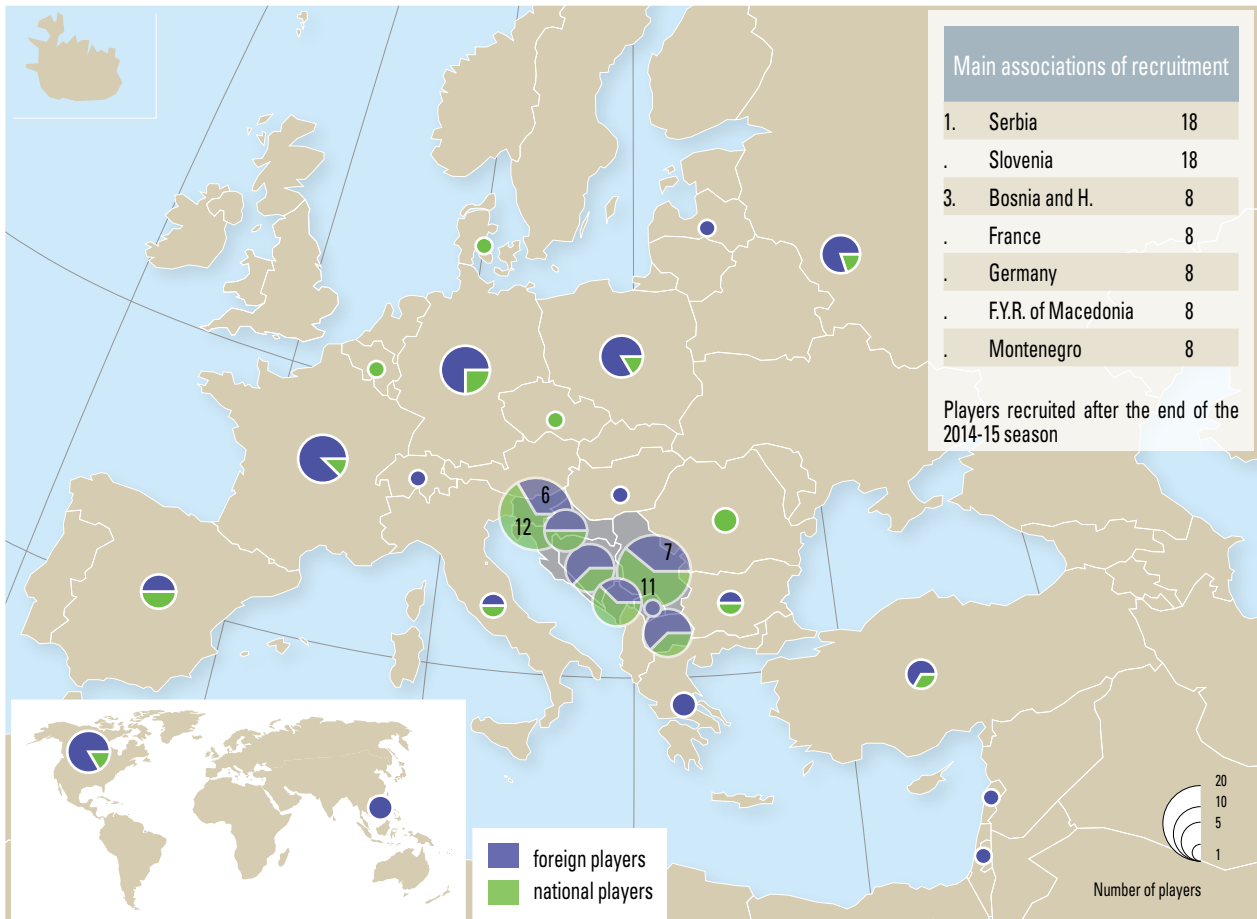 Main associations of recruitment
1. Serbia 18
. Slovenia 18
3. Bosnia and H. 8
. France 8
. Germany 8
. F.Y.R. of Macedonia 8
. Montenegro 8
Players recruited after the end of the
2014-15 season
6
12
7
11
foreign players
national players
20
10
5
1
Number of players